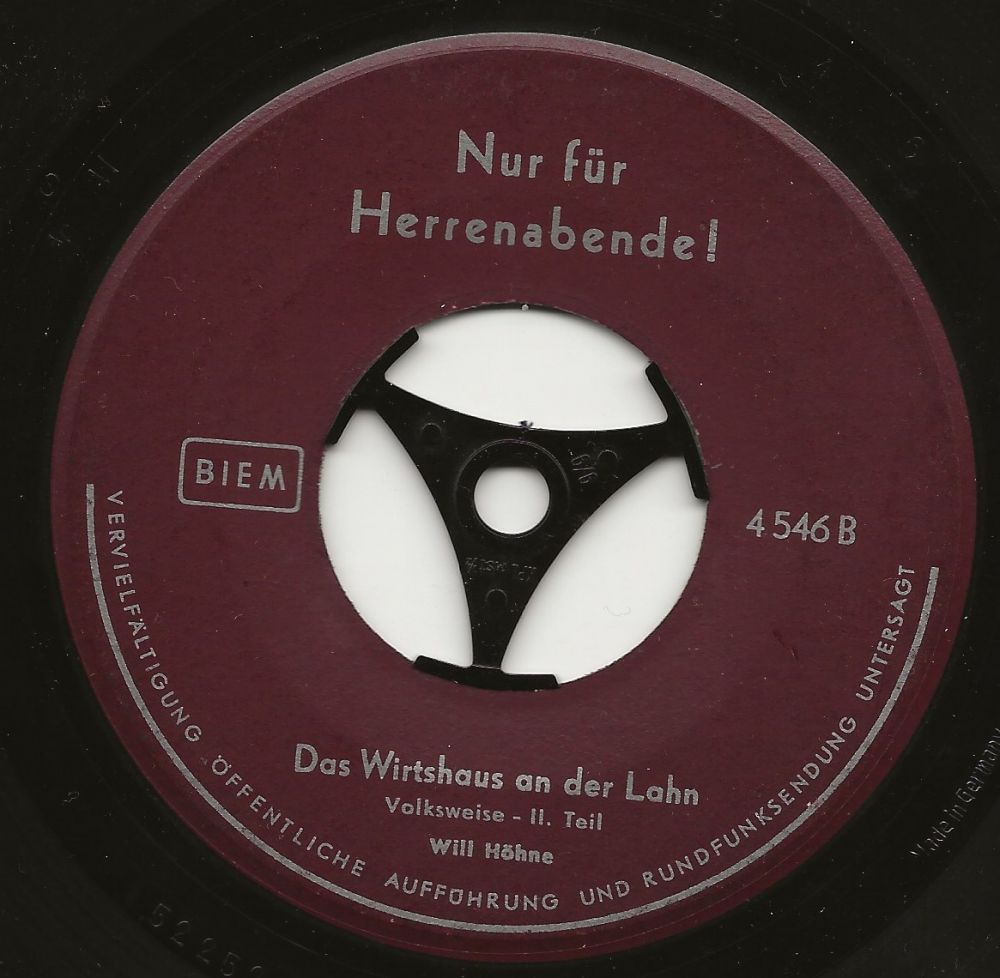 Nur für
Herrenabende!
BIEM
4546 B
Das Wirtshaus an der Lahn
Volksweise - II. Teil
Will Höhne
VERVIELFÄLTIGUNG ÖFFENTLICHE AUFFÜHRUNG UND RUNDFUNKSENDUNG UNTERSAGT
Made in Germany